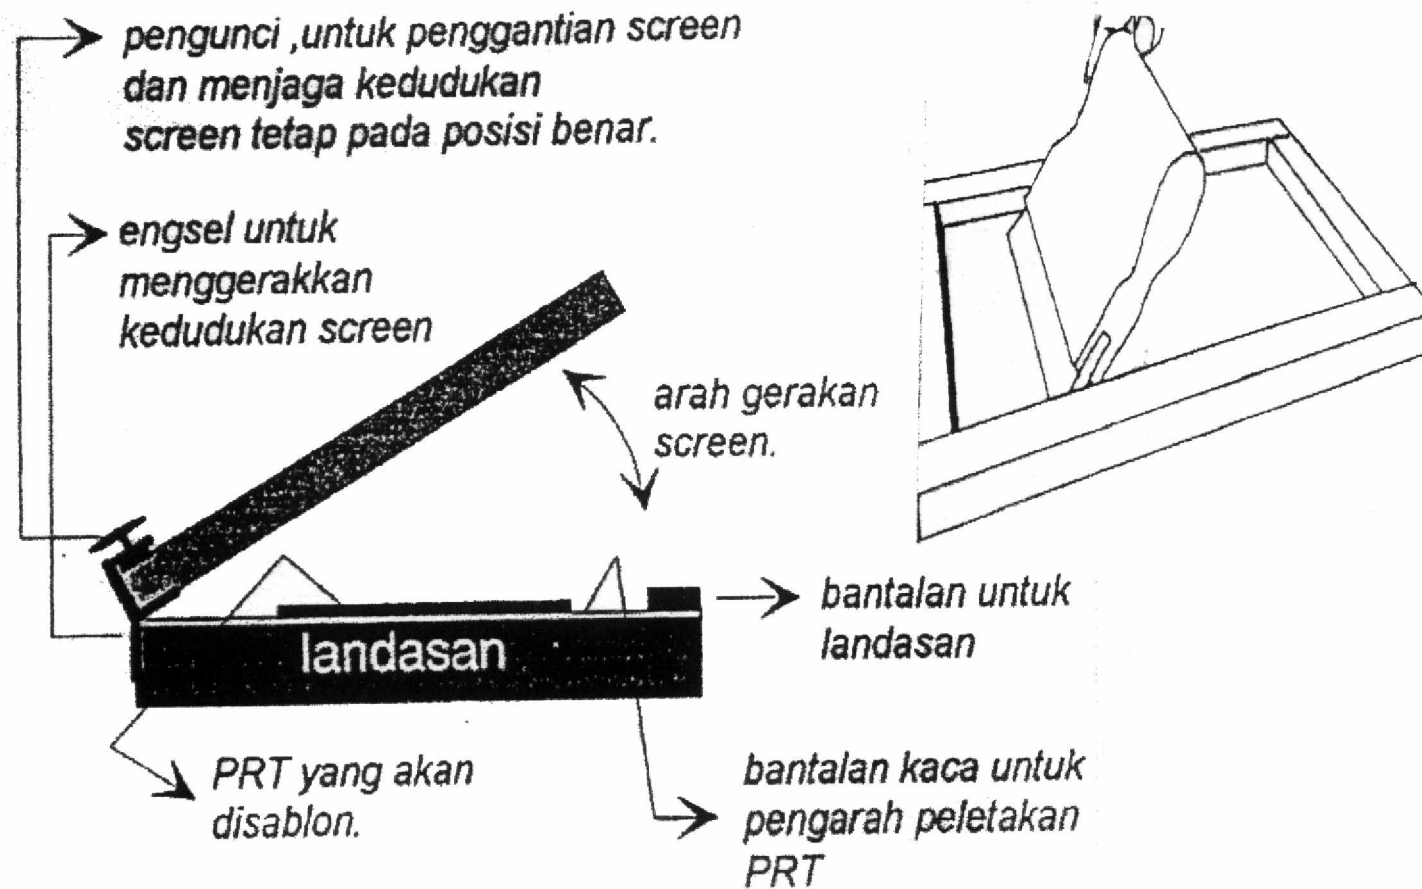 pengunci ,untuk penggantian screen
dan menjaga kedudukan
screen tetap pada posisi benar.
engsel untuk
menggerakkan
kedudukan screen
arah gerakan
screen.
bantalan untuk
landasan
landasan
PRT yang akan
disablon.
bantalan kaca untuk
pengarah peletakan
PRT